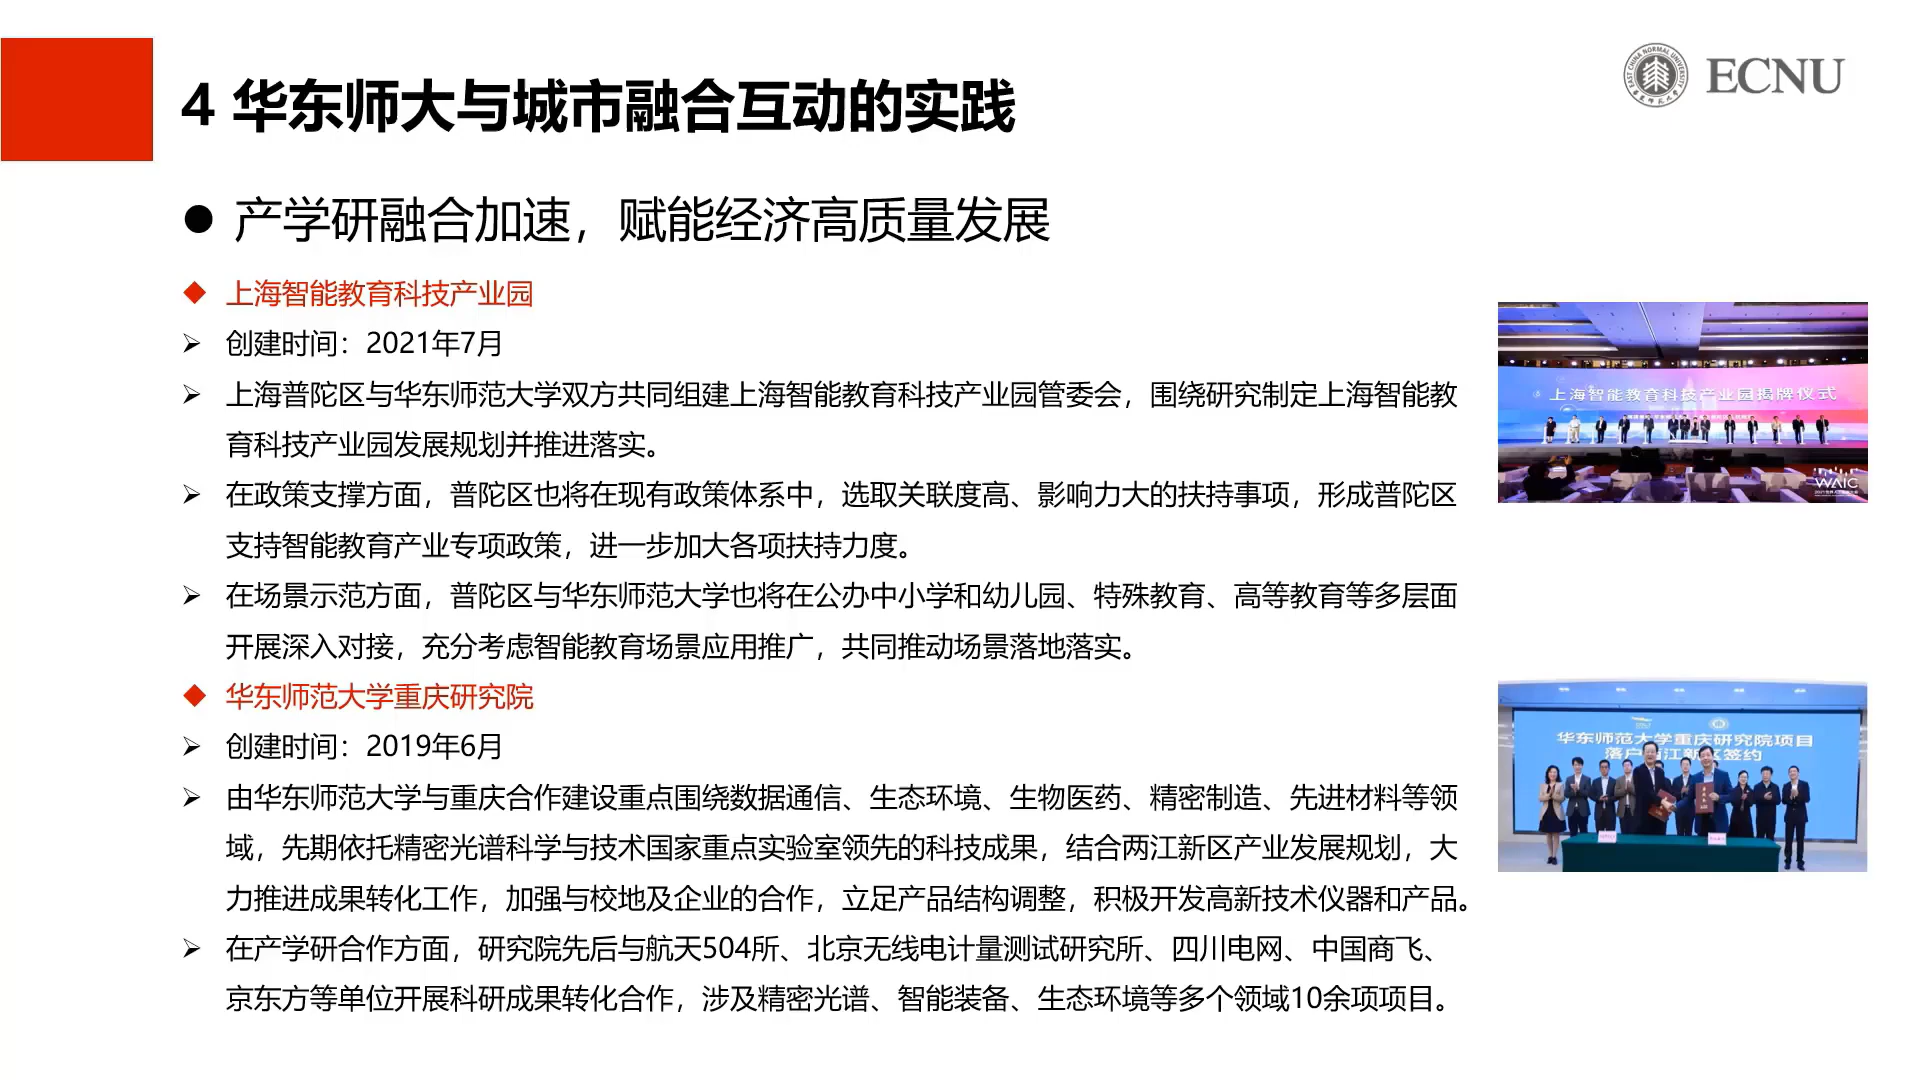 EAST CHINA NORMAL UNIVERSITY
ECNU
4 华东师大与城市融合互动的实践
● 产学研融合加速，赋能经济高质量发展
◆ 上海智能教育科技产业园
➢ 创建时间：2021年7月
➢ 上海普陀区与华东师范大学双方共同组建上海智能教育科技产业园管委会，围绕研究制定上海智能教
育科技产业园发展规划并推进落实。
➢ 在政策支撑方面，普陀区也将在现有政策体系中，选取关联度高、影响力大的扶持事项，形成普陀区
支持智能教育产业专项政策，进一步加大各项扶持力度。
➢ 在场景示范方面，普陀区与华东师范大学也将在公办中小学和幼儿园、特殊教育、高等教育等多层面
开展深入对接，充分考虑智能教育场景应用推广，共同推动场景落地落实。
◆ 华东师范大学重庆研究院
➢ 创建时间：2019年6月
➢ 由华东师范大学与重庆合作建设重点围绕数据通信、生态环境、生物医药、精密制造、先进材料等领
域，先期依托精密光谱科学与技术国家重点实验室领先的科技成果，结合两江新区产业发展规划，大
力推进成果转化工作，加强与校地及企业的合作，立足产品结构调整，积极开发高新技术仪器和产品。
➢ 在产学研合作方面，研究院先后与航天504所、北京无线电计量测试研究所、四川电网、中国商飞、
京东方等单位开展科研成果转化合作，涉及精密光谱、智能装备、生态环境等多个领域10余项项目。
上海智能教育科技产业园揭牌仪式
WAIC
华东师范大学重庆研究院项目
落户两江新区签约